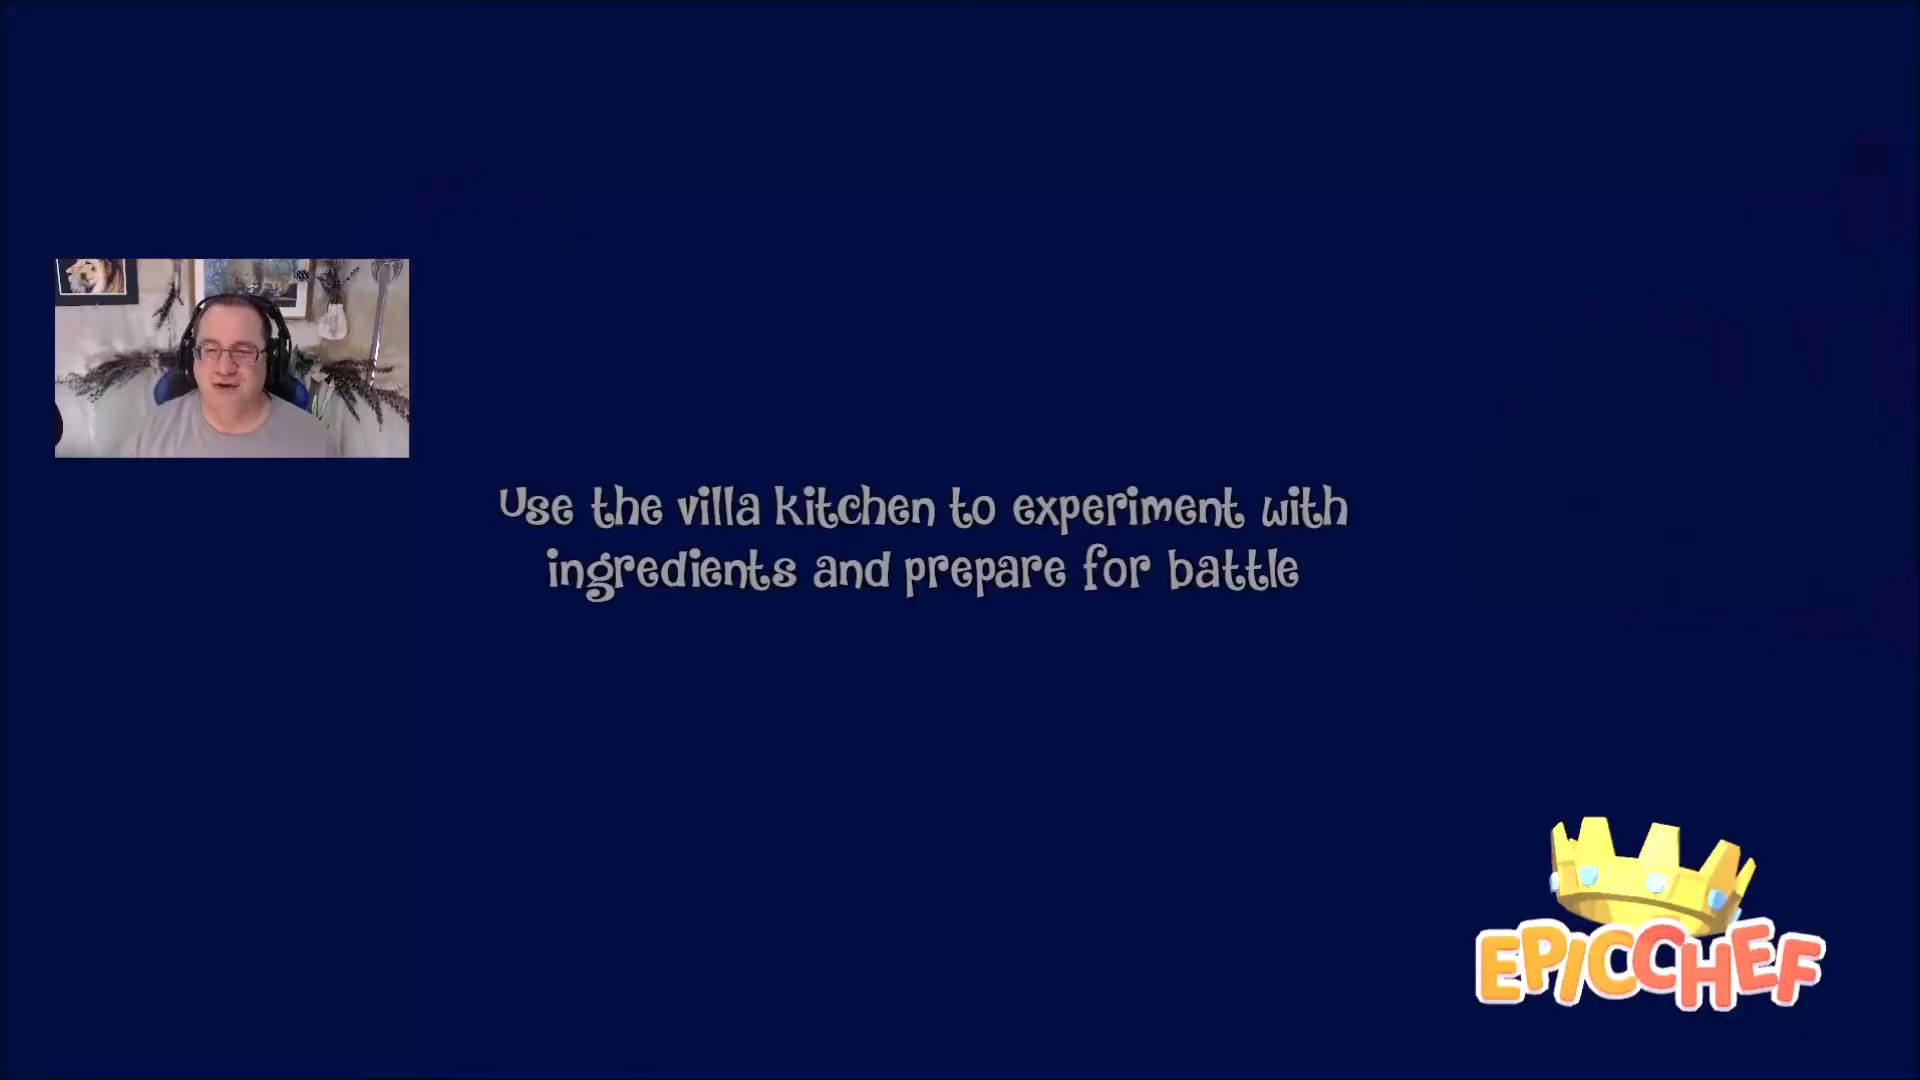 Use the villa kitchen to experiment with
ingredients and prepare for battle
EPICCHEF